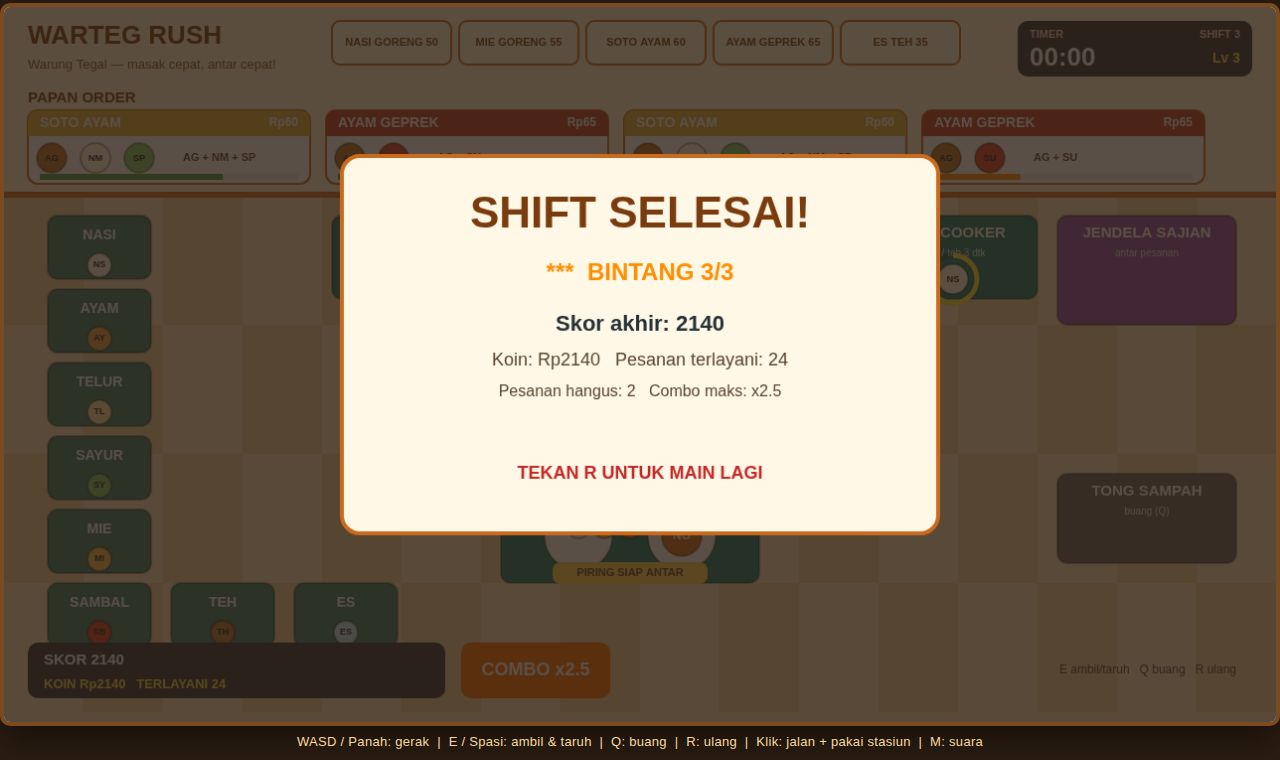 WARTEG RUSH
Warung Tegal — masak cepat, antar cepat!
NASI GORENG 50
MIE GORENG 55
SOTO AYAM 60
AYAM GEPREK 65
ES TEH 35
TIMER SHIFT 3
00:00 Lv 3
PAPAN ORDER
SOTO AYAM Rp60
AG NM SP AG + NM + SP
AYAM GEPREK Rp65
SOTO AYAM Rp60
AYAM GEPREK Rp65
AG SU AG + SU
SHIFT SELESAI!
*** BINTANG 3/3
Skor akhir: 2140
Koin: Rp2140 Pesanan terlayani: 24
Pesanan hangus: 2 Combo maks: x2.5
TEKAN R UNTUK MAIN LAGI
NASI
NS
AYAM
AY
TELUR
TL
SAYUR
SY
MIE
MI
SAMBAL
SB
TEH
TH
ES
ES
COOKER
/ teh 3 dtk
NS
JENDELA SAJIAN
antar pesanan
TONG SAMPAH
buang (Q)
PIRING SIAP ANTAR
SKOR 2140
KOIN Rp2140 TERLAYANI 24
COMBO x2.5
E ambil/taruh Q buang R ulang
WASD / Panah: gerak | E / Spasi: ambil & taruh | Q: buang | R: ulang | Klik: jalan + pakai stasiun | M: suara